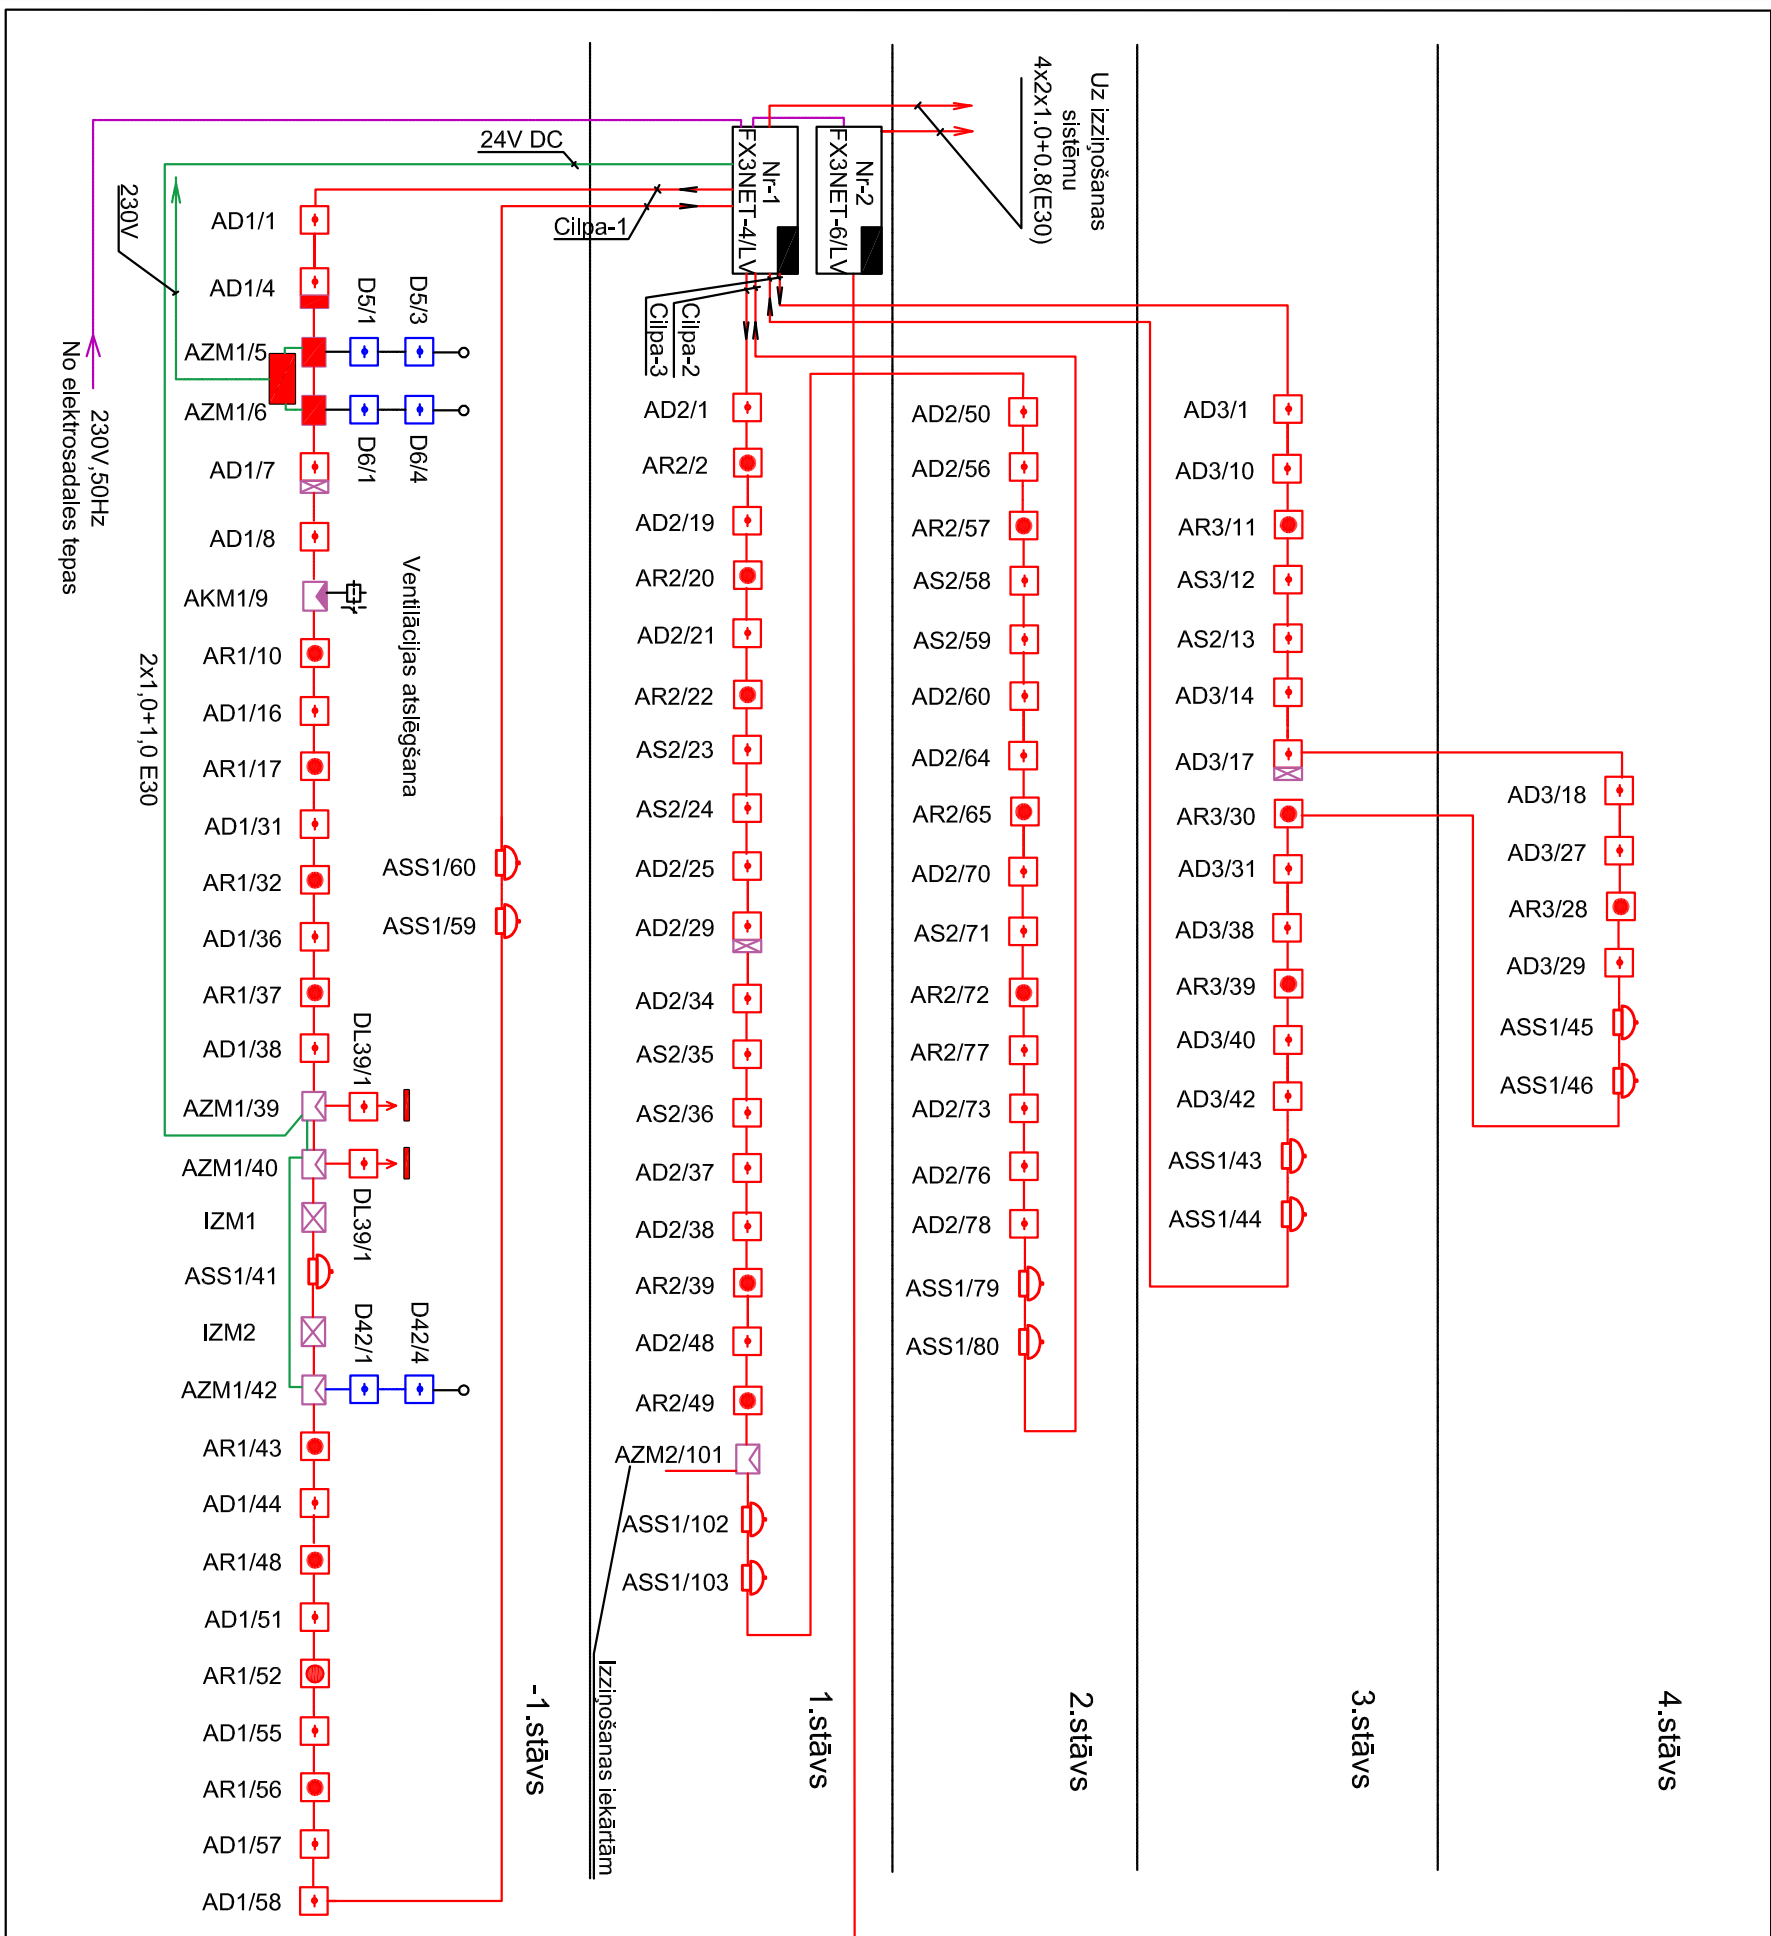 Uz izziņošanas
sistēmu
4x2x1.0+0.8(E30)
Nr-1
FX3NET-4/LV
Nr-2
FX3NET-6/LV
24V DC
Cilpa-1
Cilpa-2
Cilpa-3
230V
230V,50Hz
No elektrosadales tepas
2x1,0+1,0 E30
Ventilācijas atslēgšana
AD1/1
AD1/4
D5/1
D5/3
AZM1/5
AZM1/6
D6/1
D6/4
AD1/7
AD1/8
AKM1/9
AR1/10
AD1/16
AR1/17
AD1/31
AR1/32
AD1/36
AR1/37
AD1/38
DL39/1
AZM1/39
AZM1/40
DL39/1
IZM1
ASS1/41
IZM2
D42/1
D42/4
AZM1/42
AR1/43
AD1/44
AR1/48
AD1/51
AR1/52
AD1/55
AR1/56
AD1/57
AD1/58
ASS1/60
ASS1/59
-1.stāvs
AD2/1
AR2/2
AD2/19
AR2/20
AD2/21
AR2/22
AS2/23
AS2/24
AD2/25
AD2/29
AD2/34
AS2/35
AS2/36
AD2/37
AD2/38
AR2/39
AD2/48
AR2/49
AZM2/101
ASS1/102
ASS1/103
Izziņošanas iekārtām
1.stāvs
AD2/50
AD2/56
AR2/57
AS2/58
AS2/59
AD2/60
AD2/64
AR2/65
AD2/70
AS2/71
AR2/72
AR2/77
AD2/73
AD2/76
AD2/78
ASS1/79
ASS1/80
2.stāvs
AD3/1
AD3/10
AR3/11
AS3/12
AS2/13
AD3/14
AD3/17
AR3/30
AD3/31
AD3/38
AR3/39
AD3/40
AD3/42
ASS1/43
ASS1/44
3.stāvs
AD3/18
AD3/27
AR3/28
AD3/29
ASS1/45
ASS1/46
4.stāvs